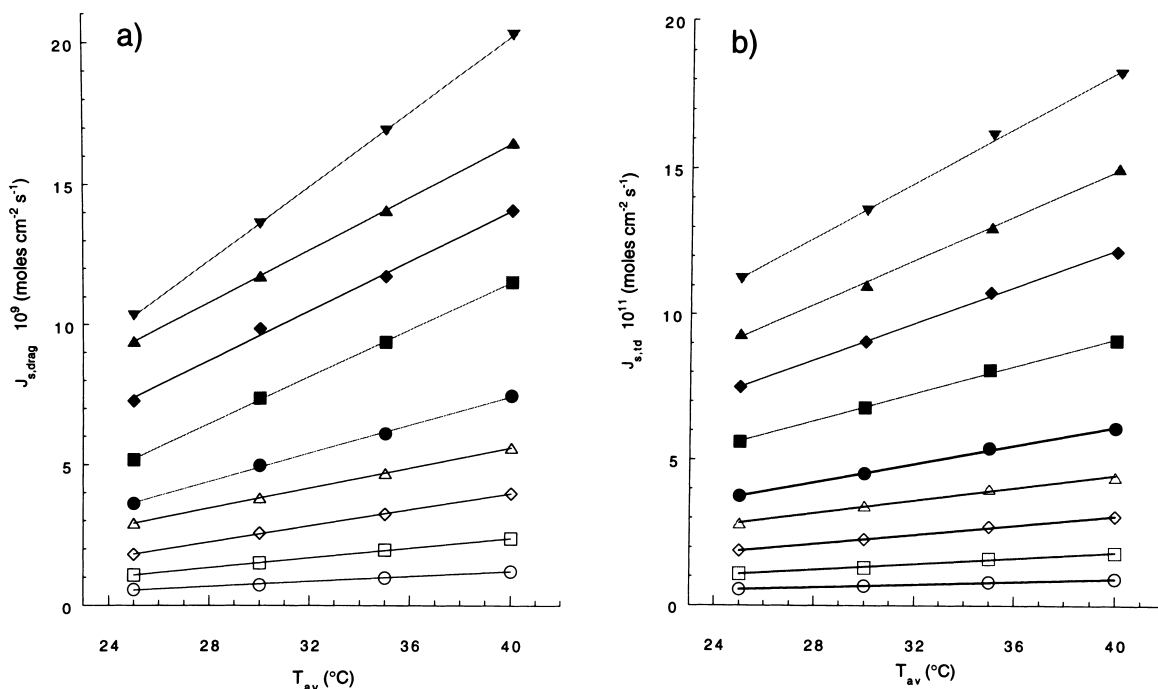 a)
20
15
10
5
0
J s,drag 10⁹ (moles cm⁻² s⁻¹)
24 28 32 36 40
T av (°C)
b)
20
15
10
5
0
J s,td 10¹¹ (moles cm⁻² s⁻¹)
24 28 32 36 40
T av (°C)